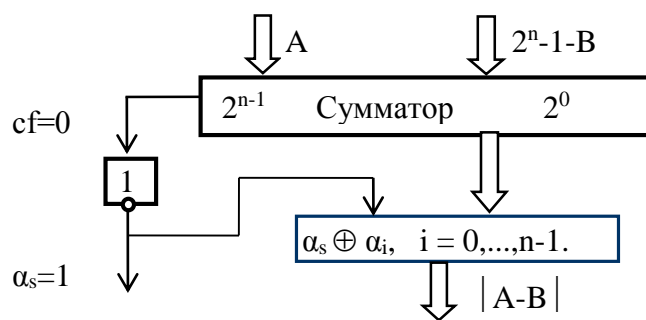 A
2ⁿ-1-B
2ⁿ⁻¹ Сумматор 2⁰
cf=0
1
αₛ ⊕ αᵢ, i = 0,...,n-1.
αₛ=1
|A-B|